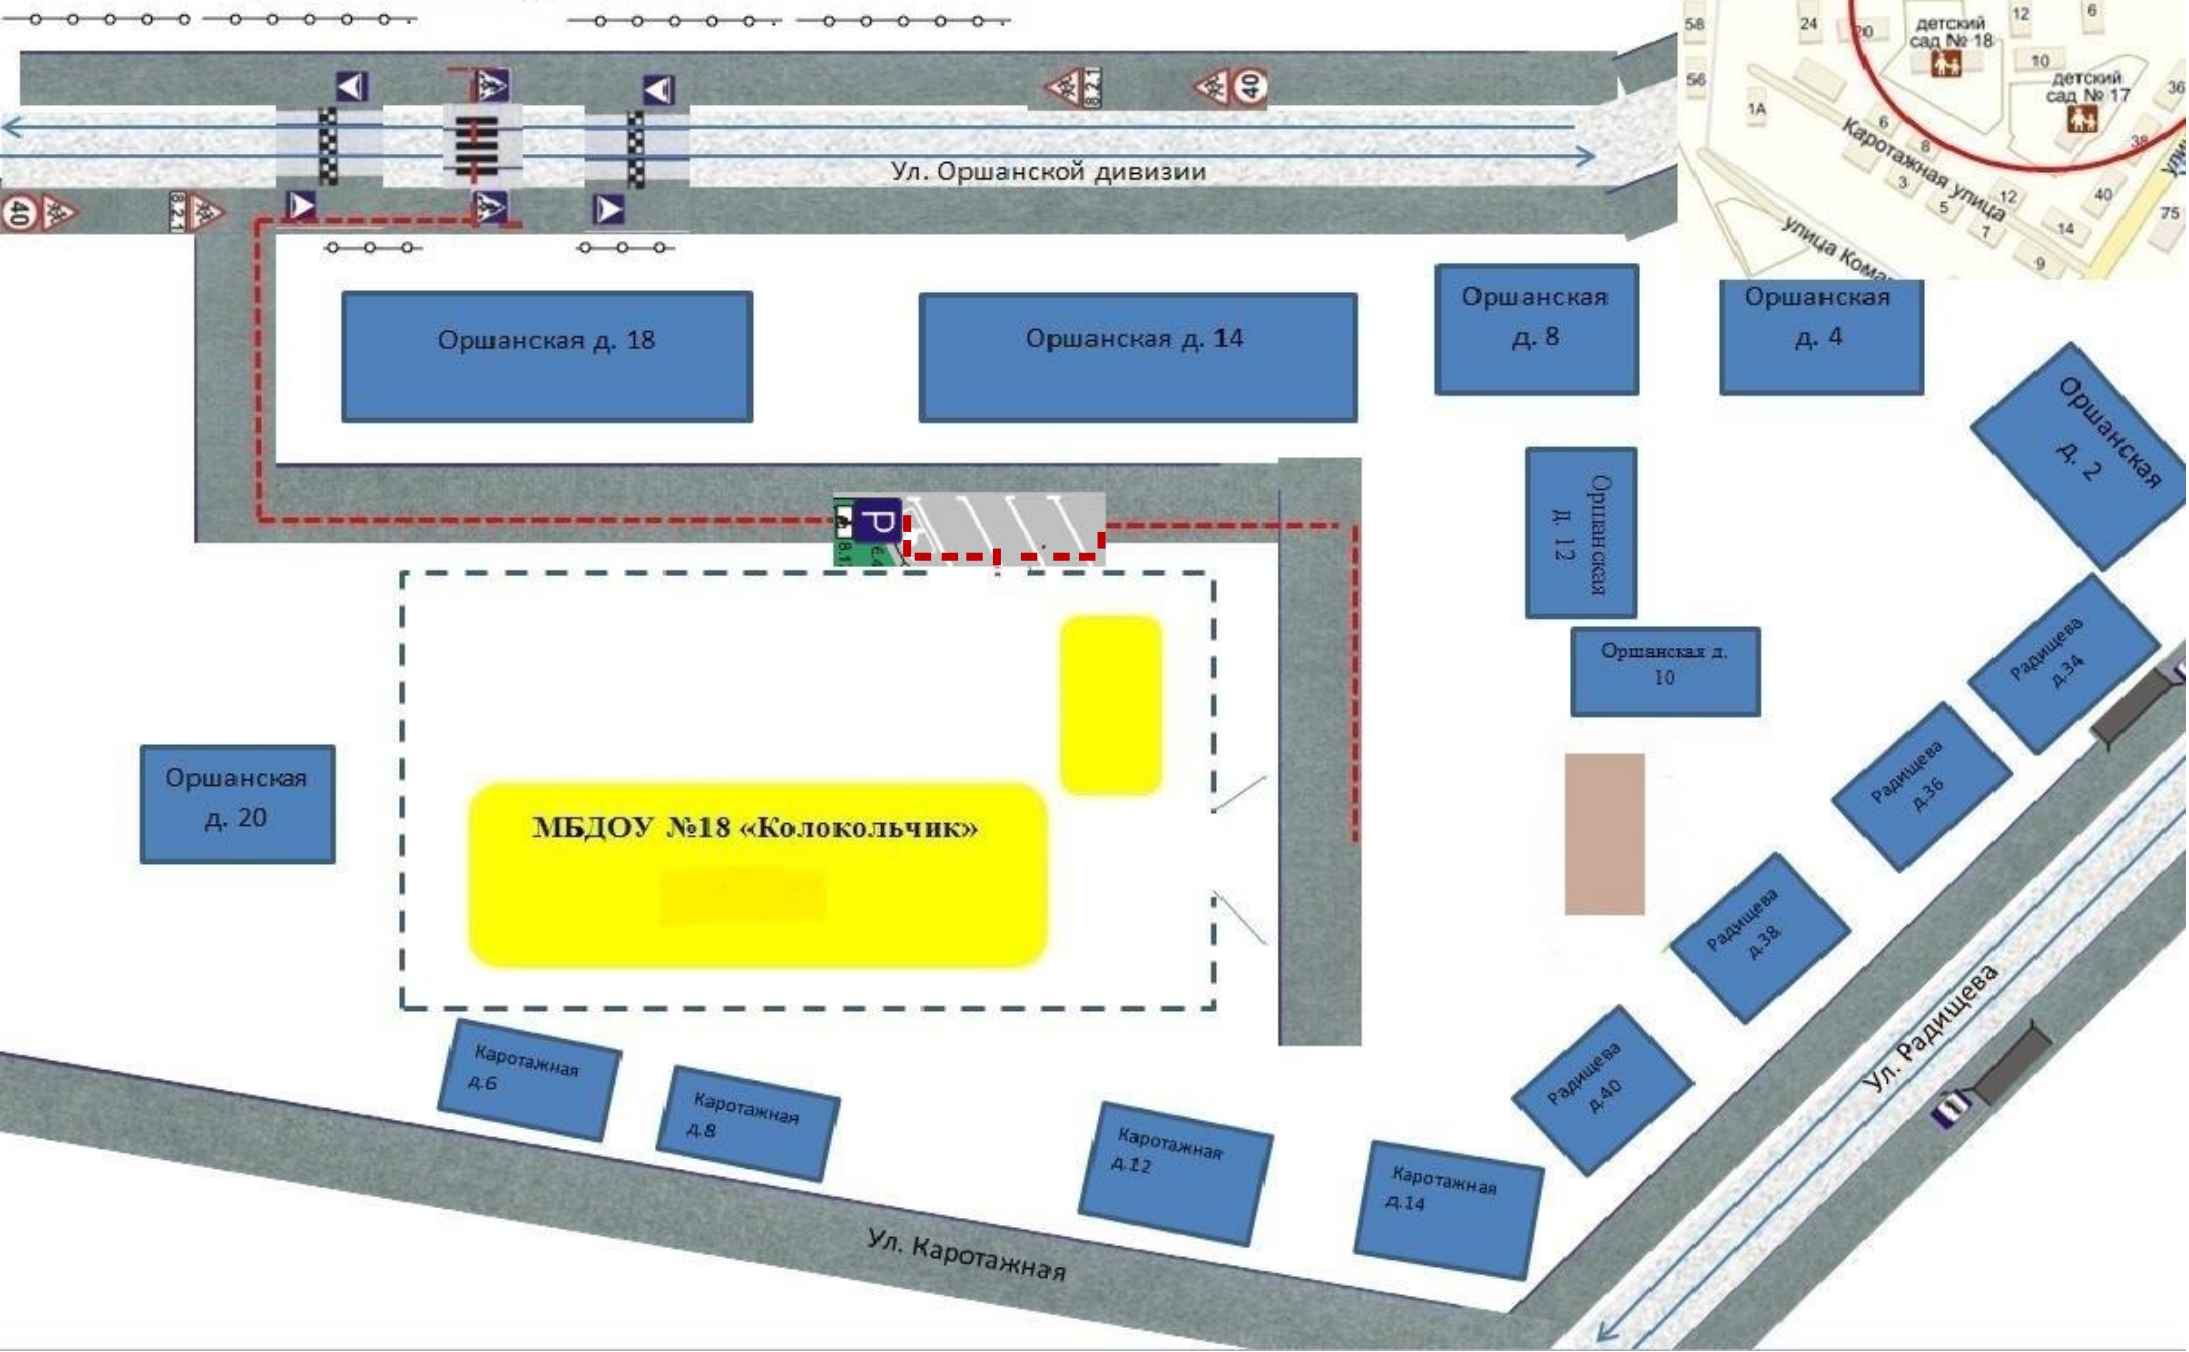 58
24
20
детский
сад № 18
12
6
56
10
детский
сад № 17
36
1А
6
8
Каротажная улица
38
3
12
40
5
14
75
7
9
улица Кома
8.2.1
40
Ул. Оршанской дивизии
40
8.2.1
Оршанская д. 18
Оршанская д. 14
Оршанская
д. 8
Оршанская
д. 4
Оршанская
д. 2
Оршанская
д. 12
P
Оршанская д.
10
Радищева
д.34
Радищева
д.36
Оршанская
д. 20
МБДОУ №18 «Колокольчик»
Радищева
д.38
Радищева
д.40
Ул. Радищева
Каротажная
д.6
Каротажная
д.8
Каротажная
д.12
Каротажная
д.14
Ул. Каротажная